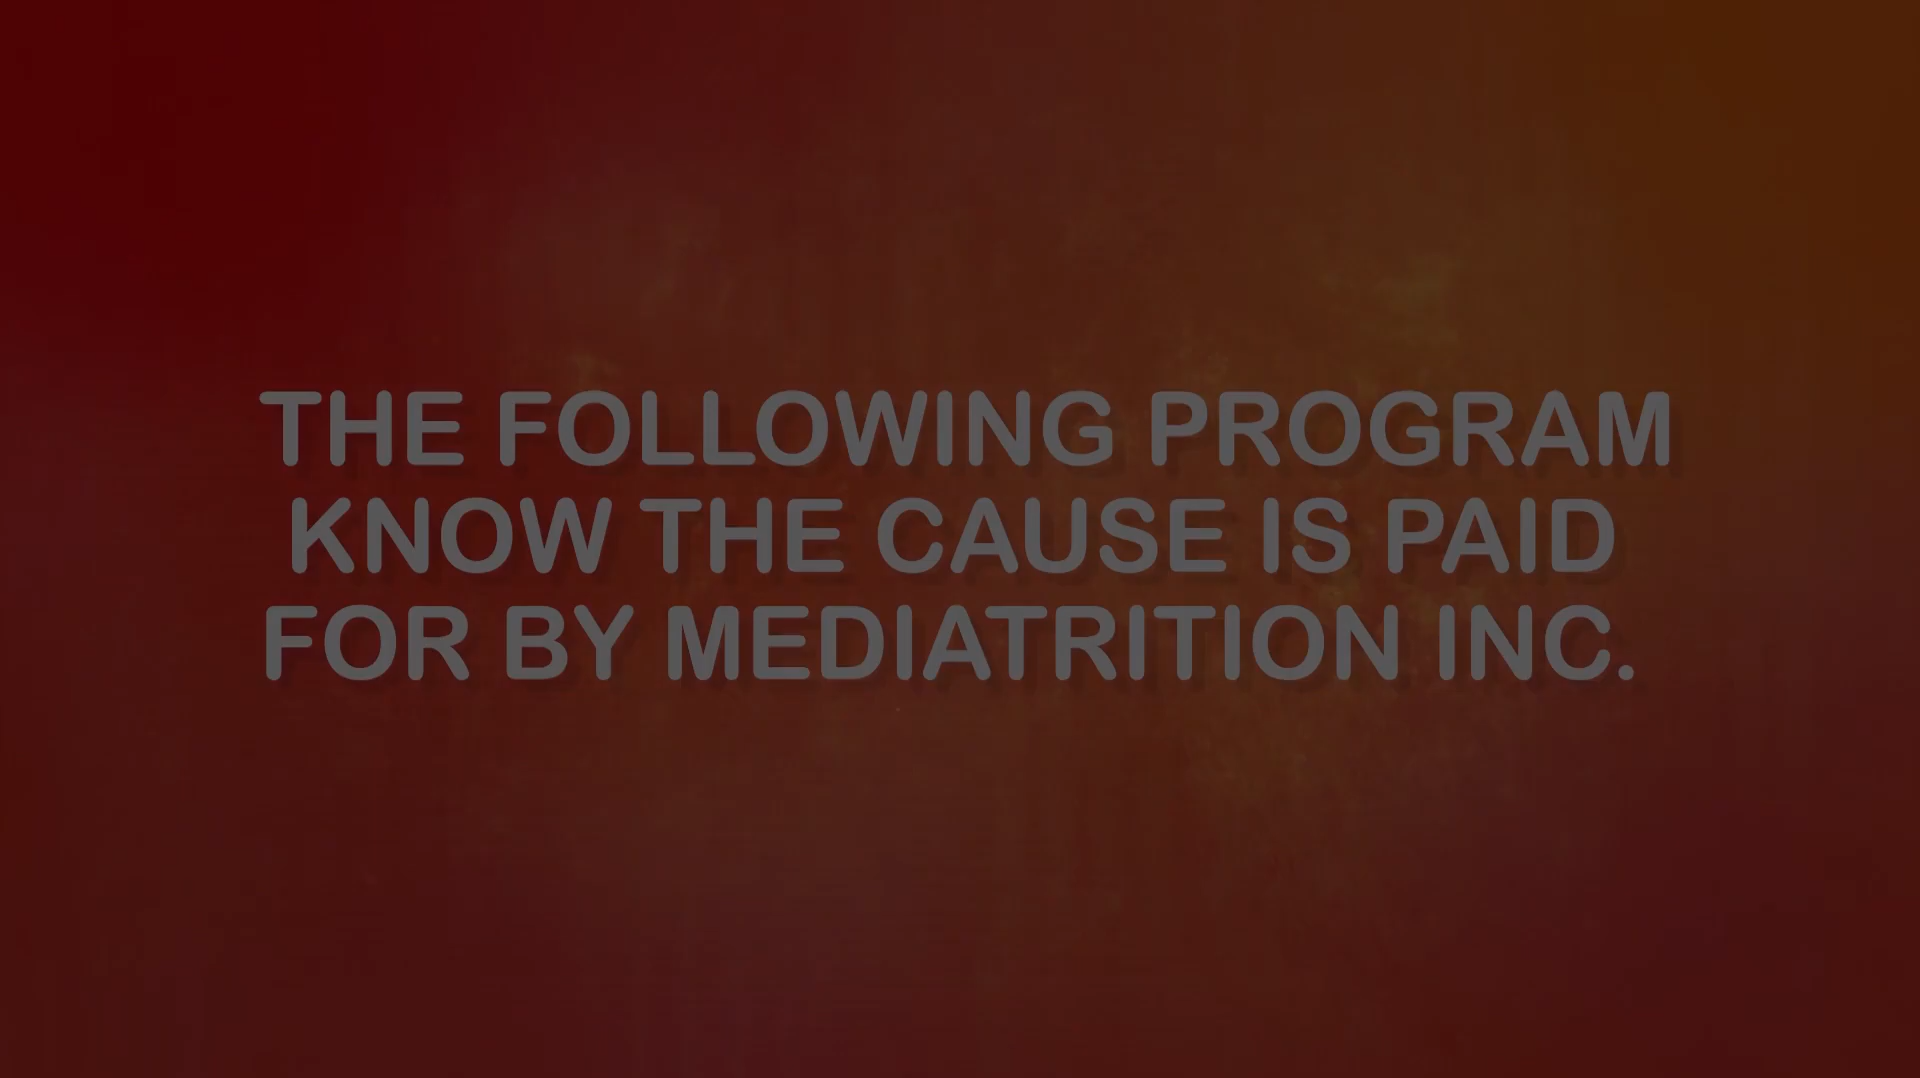 THE FOLLOWING PROGRAM
KNOW THE CAUSE IS PAID
FOR BY MEDIATRITION INC.